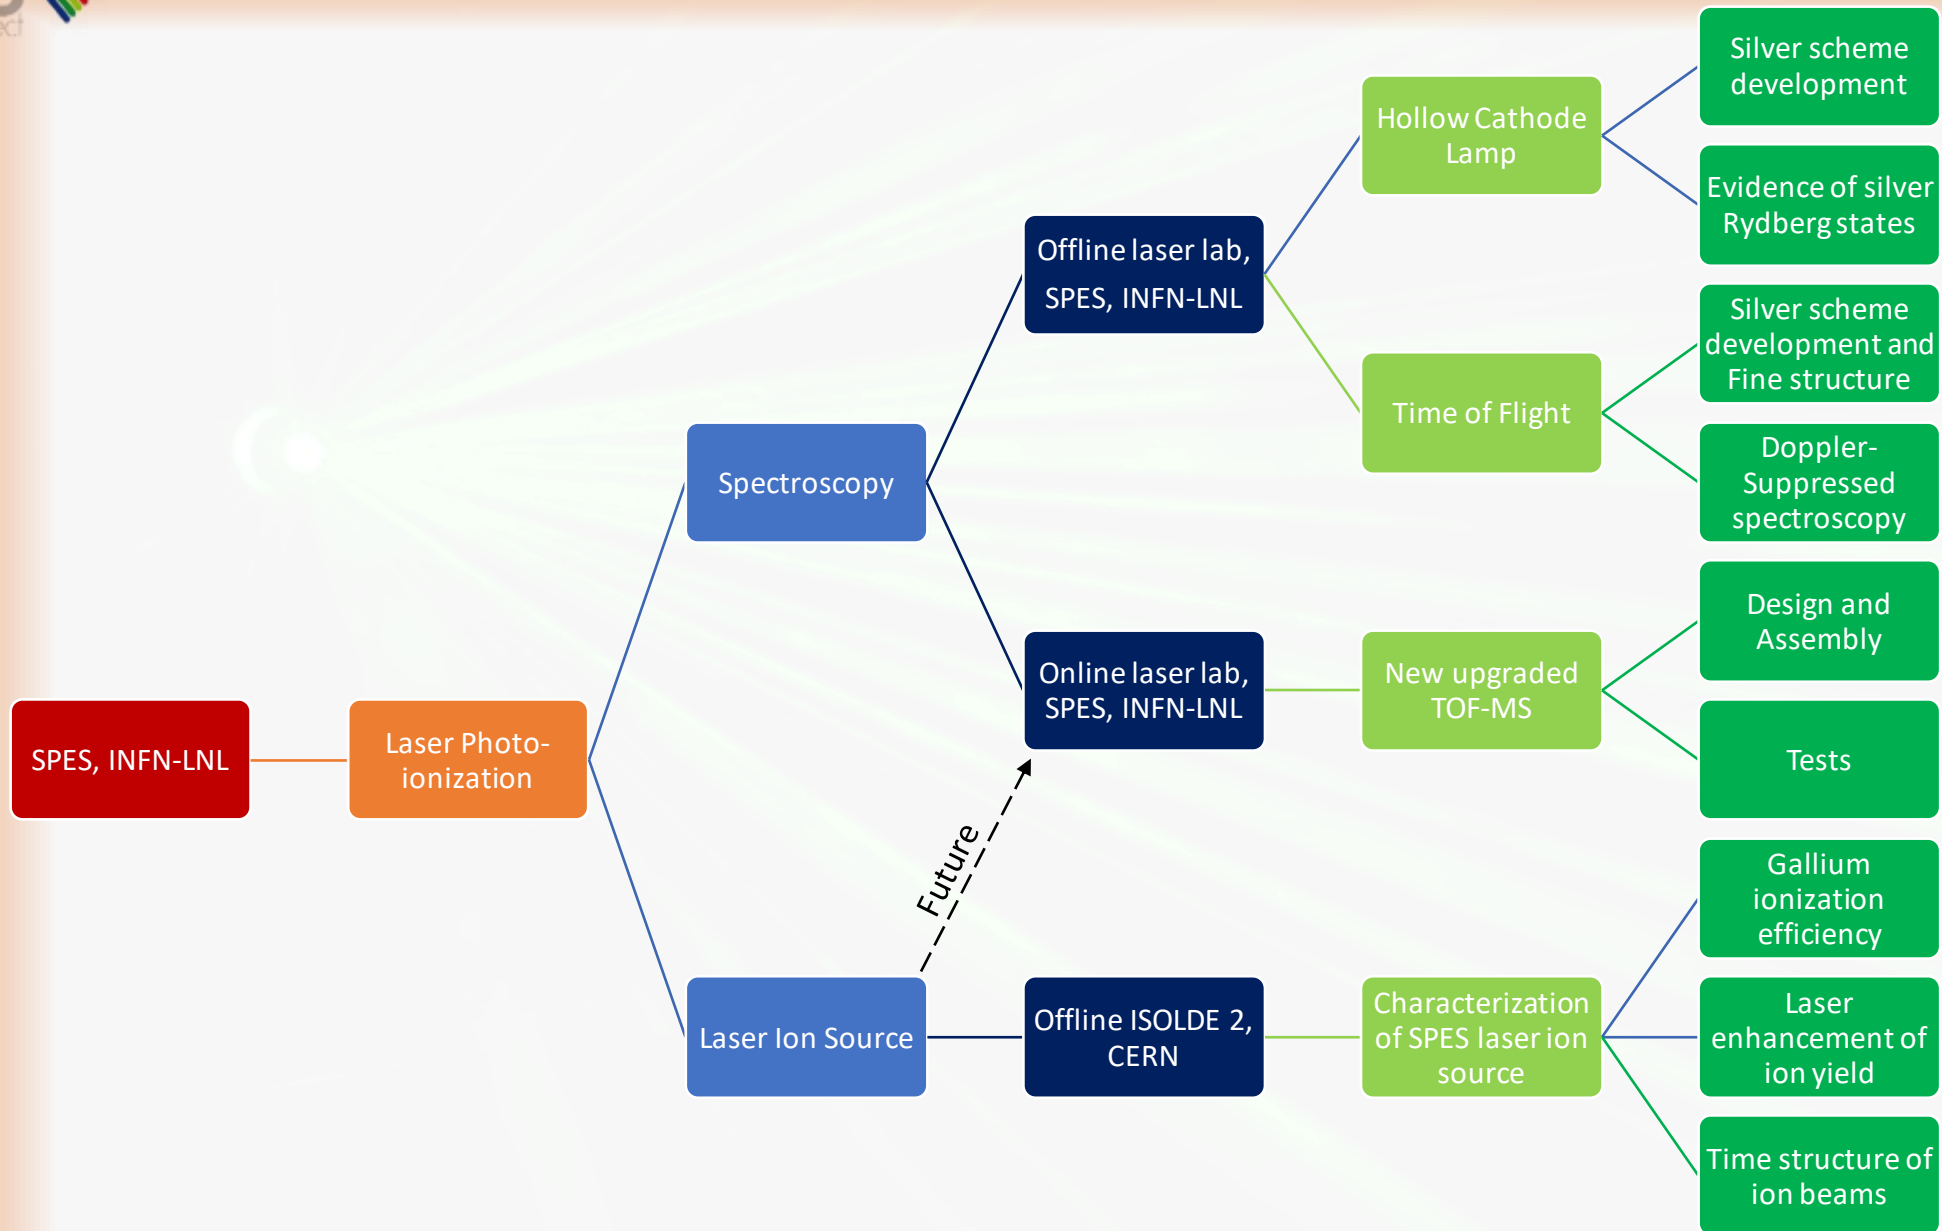 ect
SPES, INFN-LNL
Laser Photo-
ionization
Spectroscopy
Laser Ion Source
Future
Offline laser lab,
SPES, INFN-LNL
Online laser lab,
SPES, INFN-LNL
Offline ISOLDE 2,
CERN
Hollow Cathode
Lamp
Time of Flight
New upgraded
TOF-MS
Characterization
of SPES laser ion
source
Silver scheme
development
Evidence of silver
Rydberg states
Silver scheme
development and
Fine structure
Doppler-
Suppressed
spectroscopy
Design and
Assembly
Tests
Gallium
ionization
efficiency
Laser
enhancement of
ion yield
Time structure of
ion beams